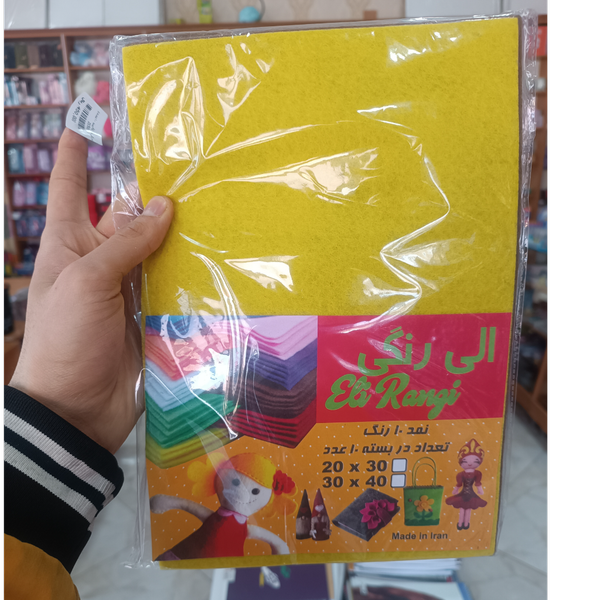 الی رنگی
Eli Rangi
نمد ۱۰ رنگ
تعداد در بسته ۱۰ عدد
20 x 30
30 x 40
Made in Iran